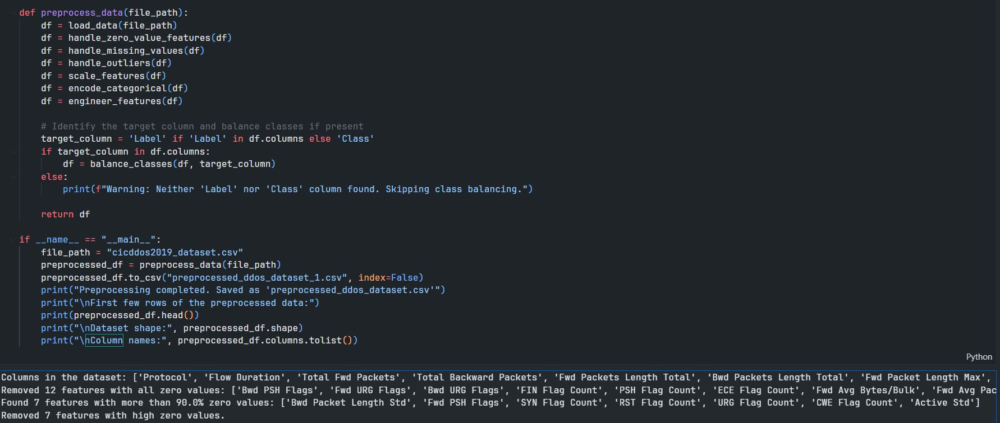 def preprocess_data(file_path):
    df = load_data(file_path)
    df = handle_zero_value_features(df)
    df = handle_missing_values(df)
    df = handle_outliers(df)
    df = scale_features(df)
    df = encode_categorical(df)
    df = engineer_features(df)
    # Identify the target column and balance classes if present
    target_column = 'Label' if 'Label' in df.columns else 'Class'
    if target_column in df.columns:
        df = balance_classes(df, target_column)
    else:
        print(f"Warning: Neither 'Label' nor 'Class' column found. Skipping class balancing.")
    return df
if __name__ == "__main__":
    file_path = "cicddos2019_dataset.csv"
    preprocessed_df = preprocess_data(file_path)
    preprocessed_df.to_csv("preprocessed_ddos_dataset_1.csv", index=False)
    print("Preprocessing completed. Saved as 'preprocessed_ddos_dataset.csv'")
    print("\nFirst few rows of the preprocessed data:")
    print(preprocessed_df.head())
    print("\nDataset shape:", preprocessed_df.shape)
    print("\nColumn names:", preprocessed_df.columns.tolist())
Python
Columns in the dataset: ['Protocol', 'Flow Duration', 'Total Fwd Packets', 'Total Backward Packets', 'Fwd Packets Length Total', 'Bwd Packets Length Total', 'Fwd Packet Length Max',
Removed 12 features with all zero values: ['Bwd PSH Flags', 'Fwd URG Flags', 'Bwd URG Flags', 'FIN Flag Count', 'PSH Flag Count', 'ECE Flag Count', 'Fwd Avg Bytes/Bulk', 'Fwd Avg Pac
Found 7 features with more than 90.0% zero values: ['Bwd Packet Length Std', 'Fwd PSH Flags', 'SYN Flag Count', 'RST Flag Count', 'URG Flag Count', 'CWE Flag Count', 'Active Std']
Removed 7 features with high zero values.